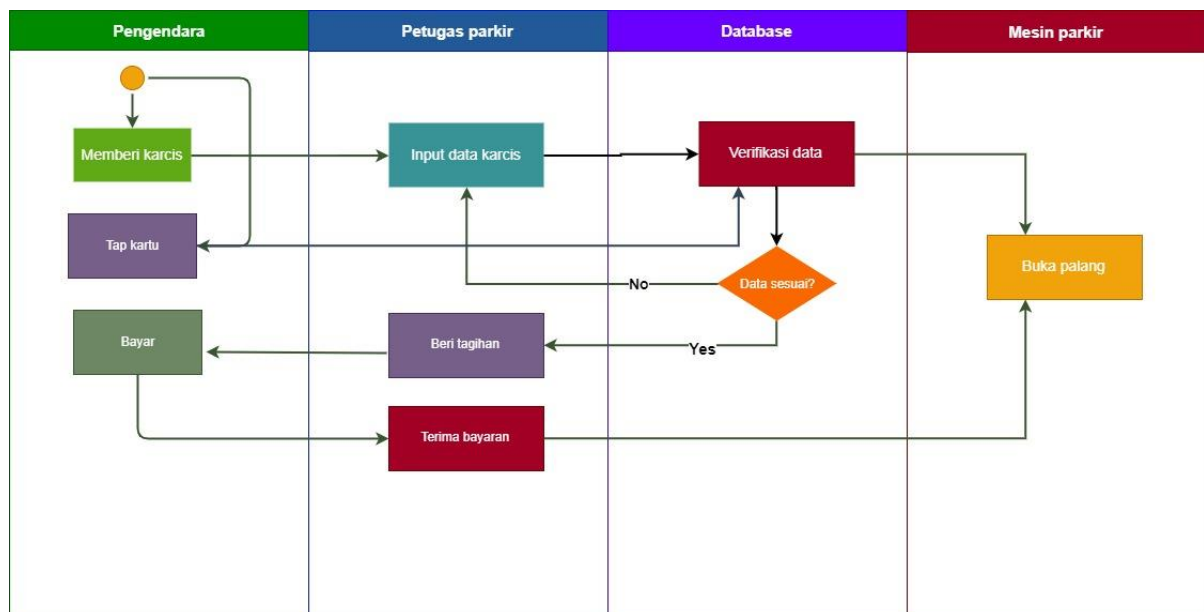 Pengendara
Petugas parkir
Database
Mesin parkir
Memberi karcis
Input data karcis
Verifikasi data
Tap kartu
Buka palang
No
Data sesuai?
Bayar
Beri tagihan
Yes
Terima bayaran